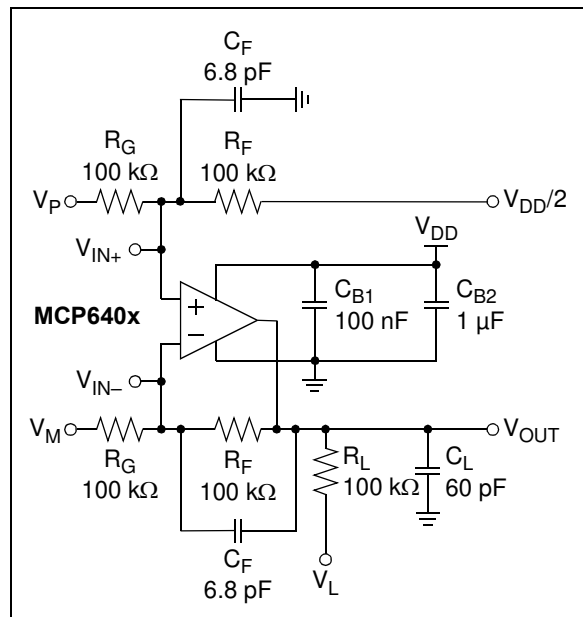 C_F
6.8 pF
R_G
100 kΩ
R_F
100 kΩ
V_P
V_DD/2
V_DD
V_IN+
C_B1
100 nF
C_B2
1 µF
+
MCP640x
−
V_IN−
V_M
V_OUT
R_G
100 kΩ
R_F
100 kΩ
R_L
100 kΩ
C_L
60 pF
C_F
6.8 pF
V_L